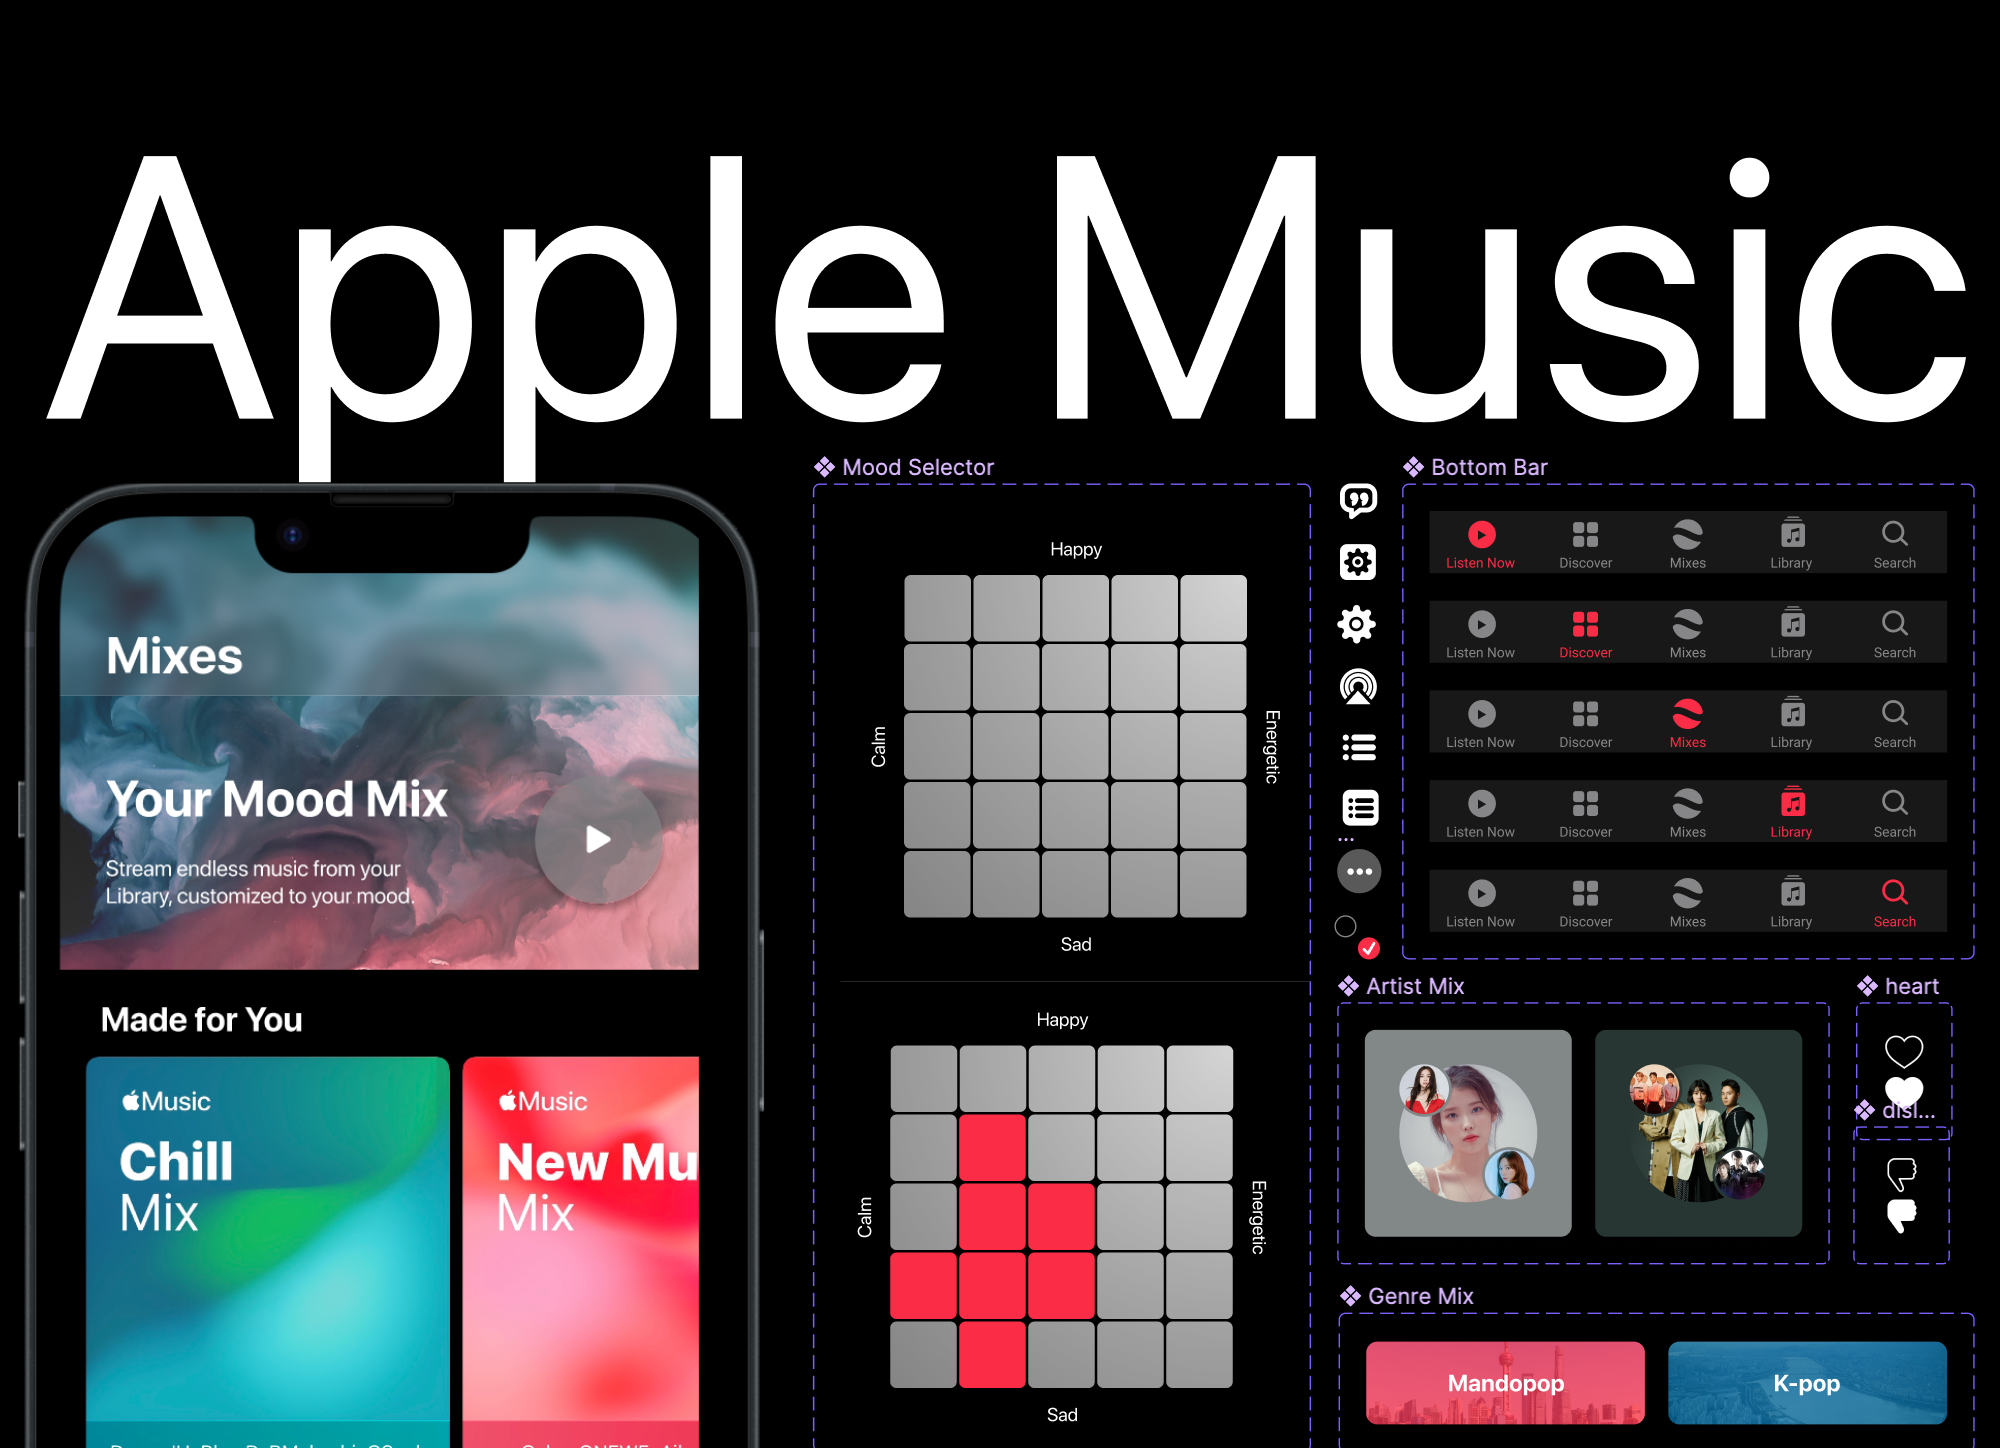 Apple Music
Mixes
Your Mood Mix
Stream endless music from your
Library, customized to your mood.
Made for You
Music
Chill
Mix
Music
New Mu
Mix
Mood Selector
Happy
Calm
Energetic
Sad
Happy
Calm
Energetic
Sad
...
Bottom Bar
Listen Now Discover Mixes Library Search
Listen Now Discover Mixes Library Search
Listen Now Discover Mixes Library Search
Listen Now Discover Mixes Library Search
Listen Now Discover Mixes Library Search
Artist Mix
heart
disl...
Genre Mix
Mandopop
K-pop